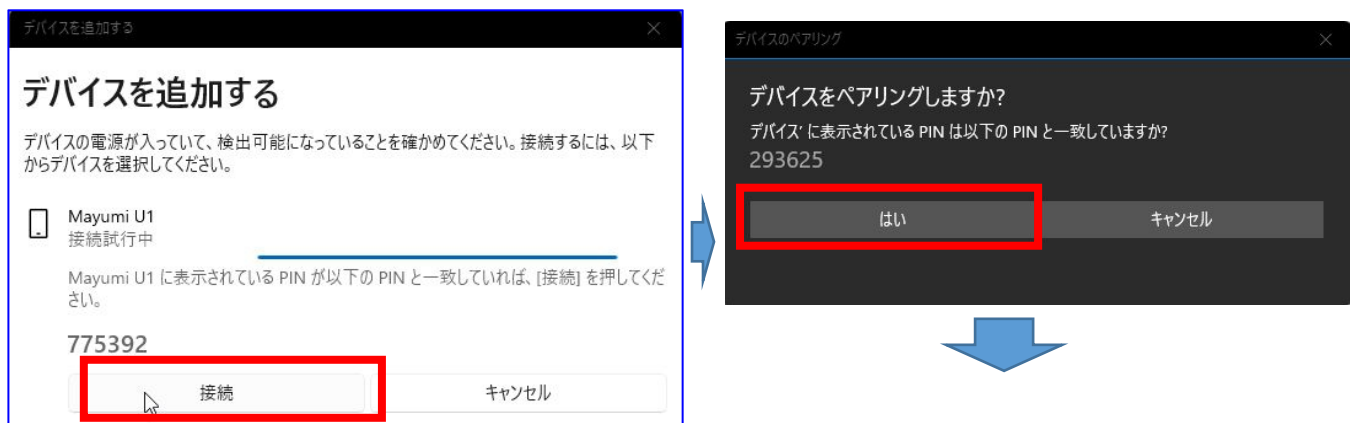 デバイスを追加する
デバイスを追加する
デバイスの電源が入っていて、検出可能になっていることを確かめてください。接続するには、以下
からデバイスを選択してください。
Mayumi U1
接続試行中
Mayumi U1 に表示されている PIN が以下の PIN と一致していれば、[接続] を押してくだ
さい。
775392
接続
キャンセル
デバイスのペアリング
デバイスをペアリングしますか?
デバイス' に表示されている PIN は以下の PIN と一致していますか?
293625
はい
キャンセル